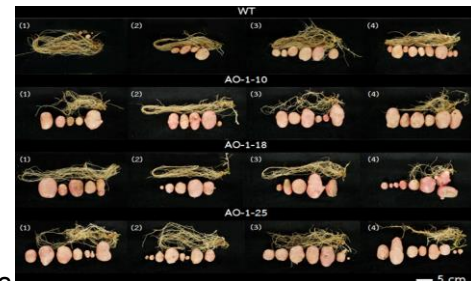 WT
(1) (2) (3) (4)
AO-1-10
(1) (2) (3) (4)
AO-1-18
(1) (2) (3) (4)
AO-1-25
(1) (2) (3) (4)
5 cm